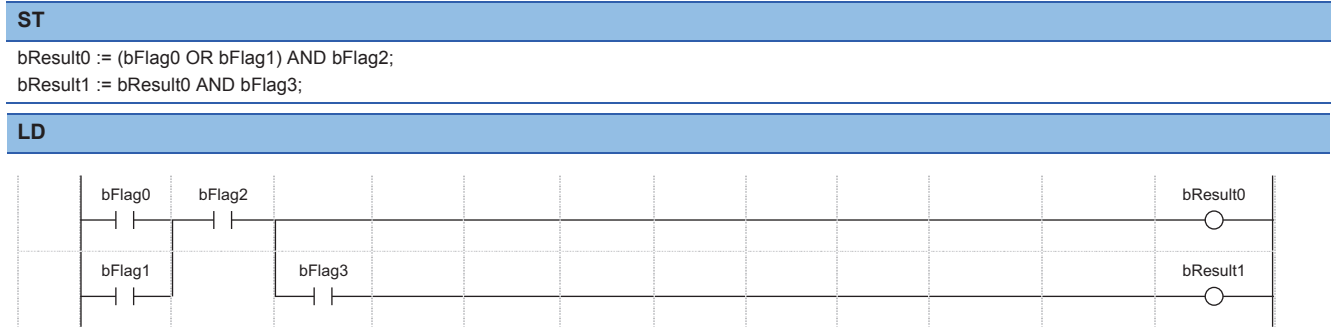 ST
bResult0 := (bFlag0 OR bFlag1) AND bFlag2;
bResult1 := bResult0 AND bFlag3;
LD
bFlag0 bFlag2 bResult0
bFlag1 bFlag3 bResult1